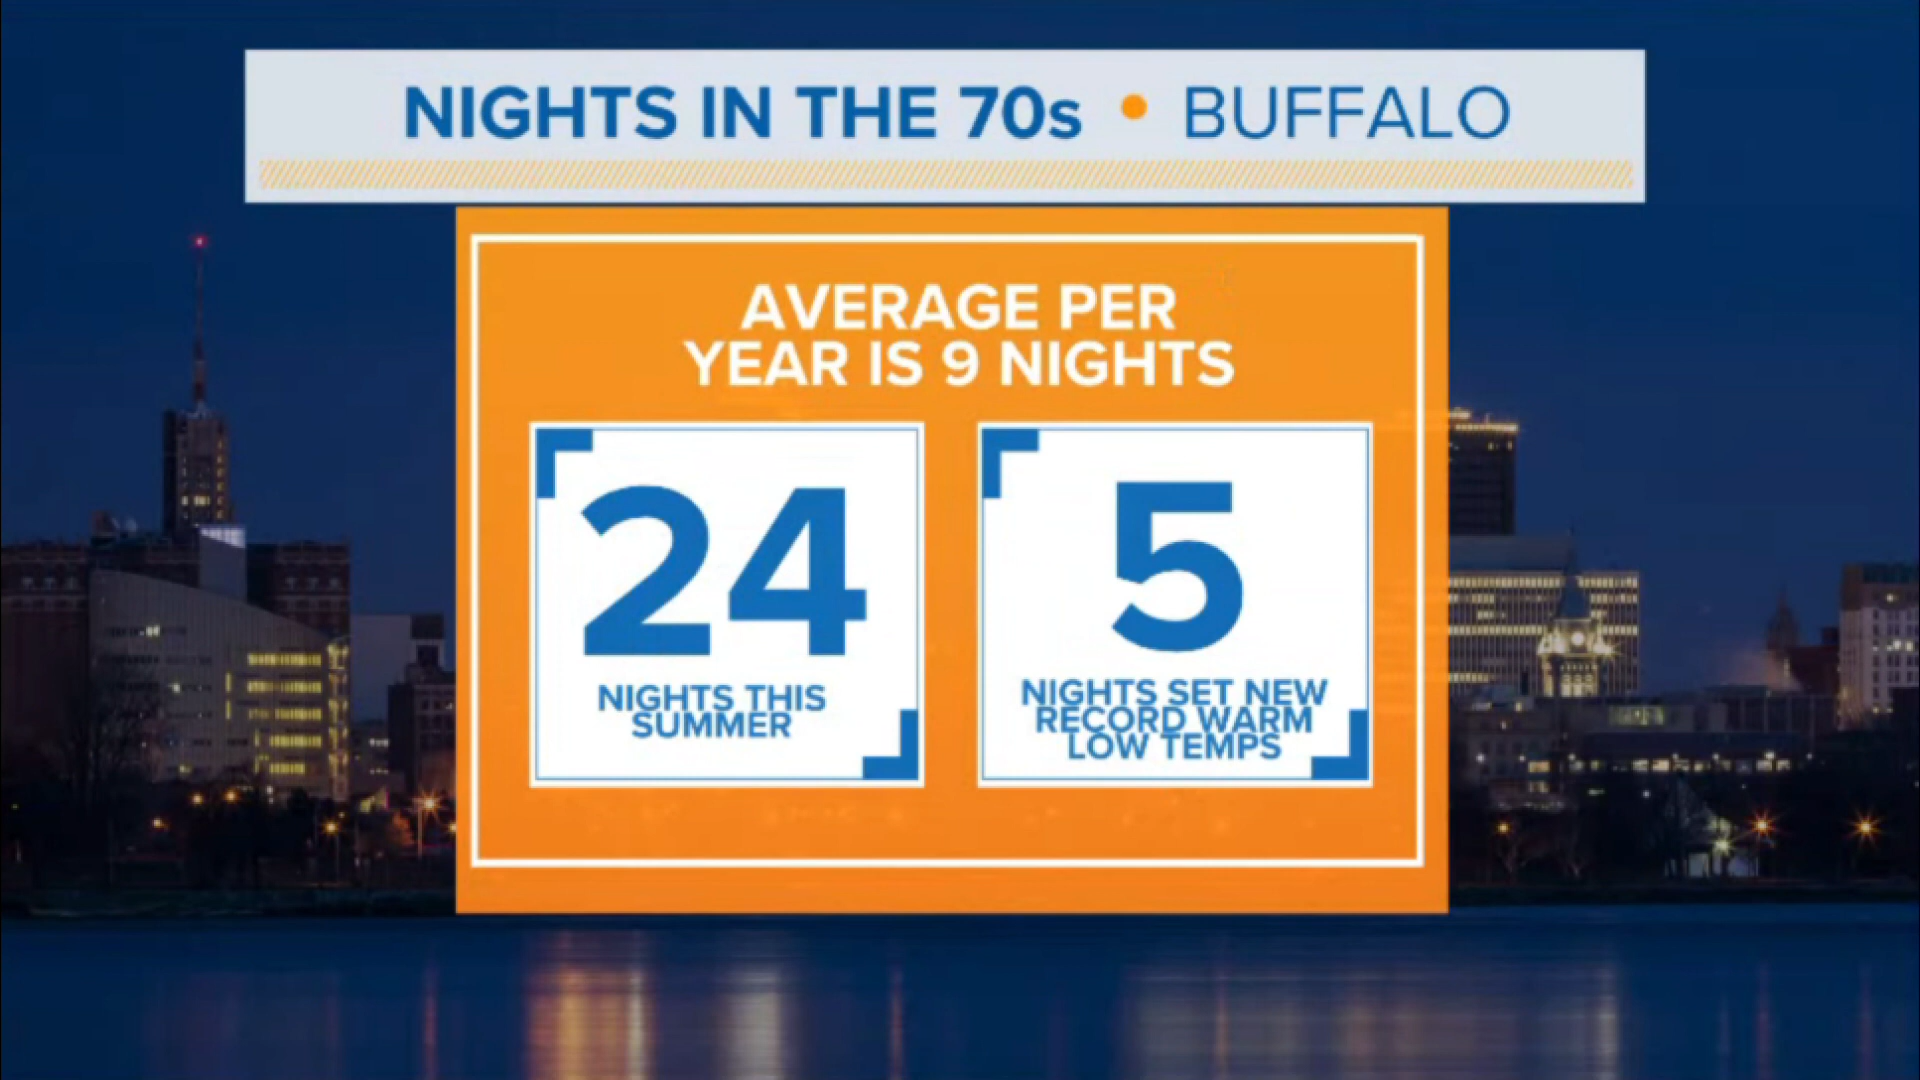 NIGHTS IN THE 70s • BUFFALO
AVERAGE PER
YEAR IS 9 NIGHTS
24
NIGHTS THIS
SUMMER
5
NIGHTS SET NEW
RECORD WARM
LOW TEMPS